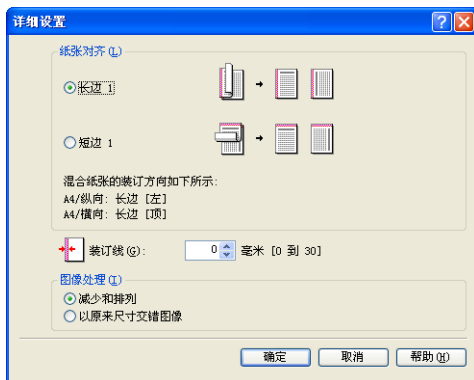 详细设置
纸张对齐(L)
长边 1
短边 1
混合纸张的装订方向如下所示:
A4/纵向: 长边 [左]
A4/横向: 长边 [顶]
装订线(G): 0 毫米 [0 到 30]
图像处理(I)
减少和排列
以原来尺寸交错图像
确定 取消 帮助(H)